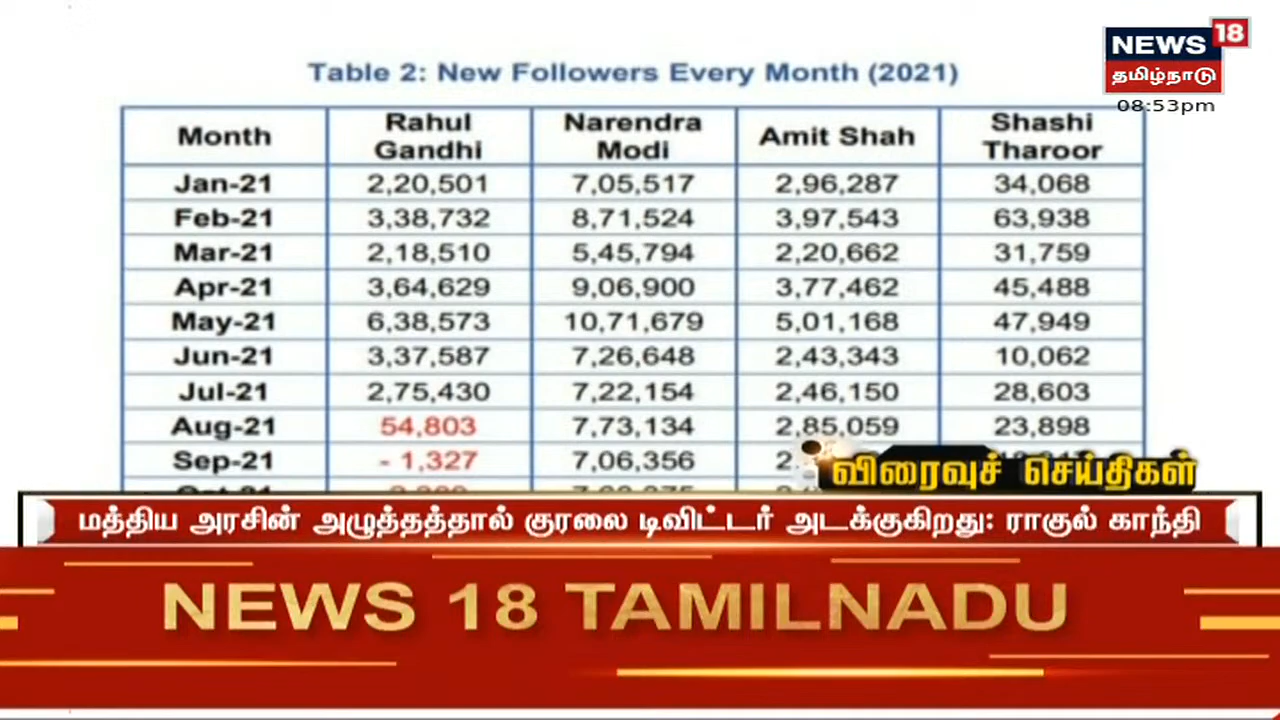 NEWS 18
தமிழ்நாடு
08:53pm
Table 2: New Followers Every Month (2021)
Month Rahul Gandhi Narendra Modi Amit Shah Shashi Tharoor
Jan-21 2,20,501 7,05,517 2,96,287 34,068
Feb-21 3,38,732 8,71,524 3,97,543 63,938
Mar-21 2,18,510 5,45,794 2,20,662 31,759
Apr-21 3,64,629 9,06,900 3,77,462 45,488
May-21 6,38,573 10,71,679 5,01,168 47,949
Jun-21 3,37,587 7,26,648 2,43,343 10,062
Jul-21 2,75,430 7,22,154 2,46,150 28,603
Aug-21 54,803 7,73,134 2,85,059 23,898
Sep-21 - 1,327 7,06,356
விரைவுச் செய்திகள்
மத்திய அரசின் அழுத்தத்தால் குரலை டிவிட்டர் அடக்குகிறது: ராகுல் காந்தி
NEWS 18 TAMILNADU